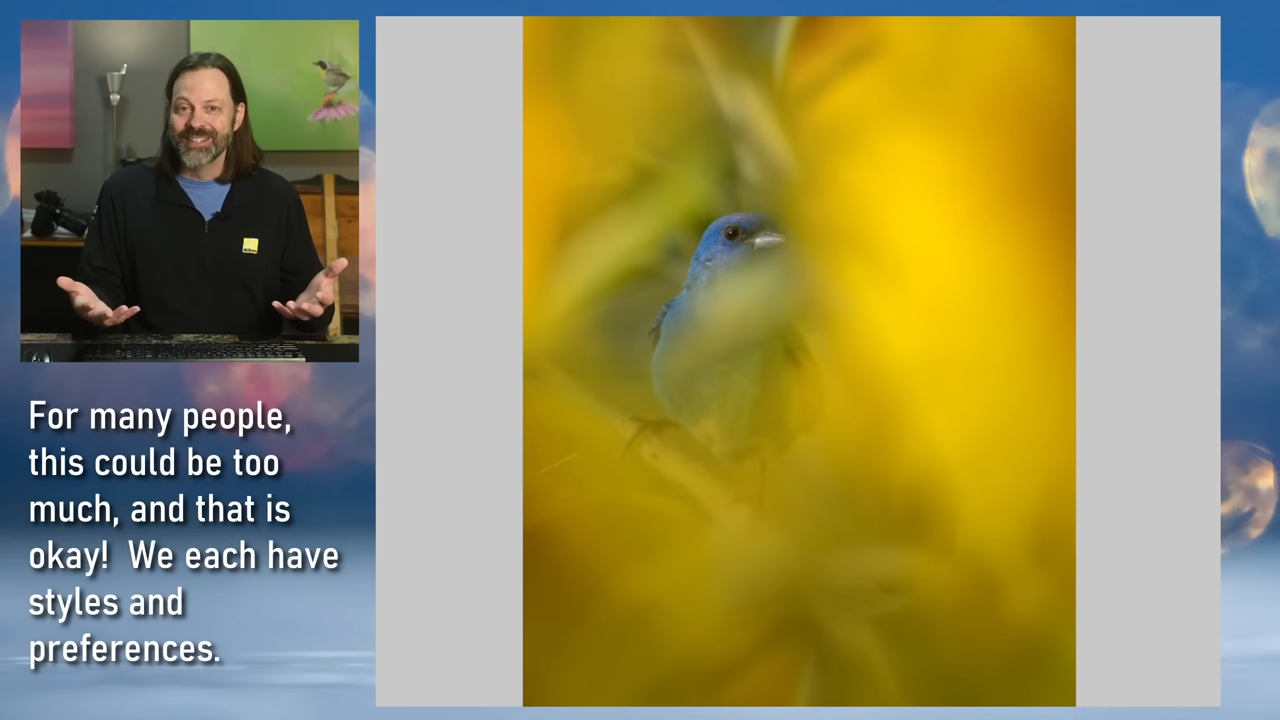 For many people,
this could be too
much, and that is
okay!  We each have
styles and
preferences.